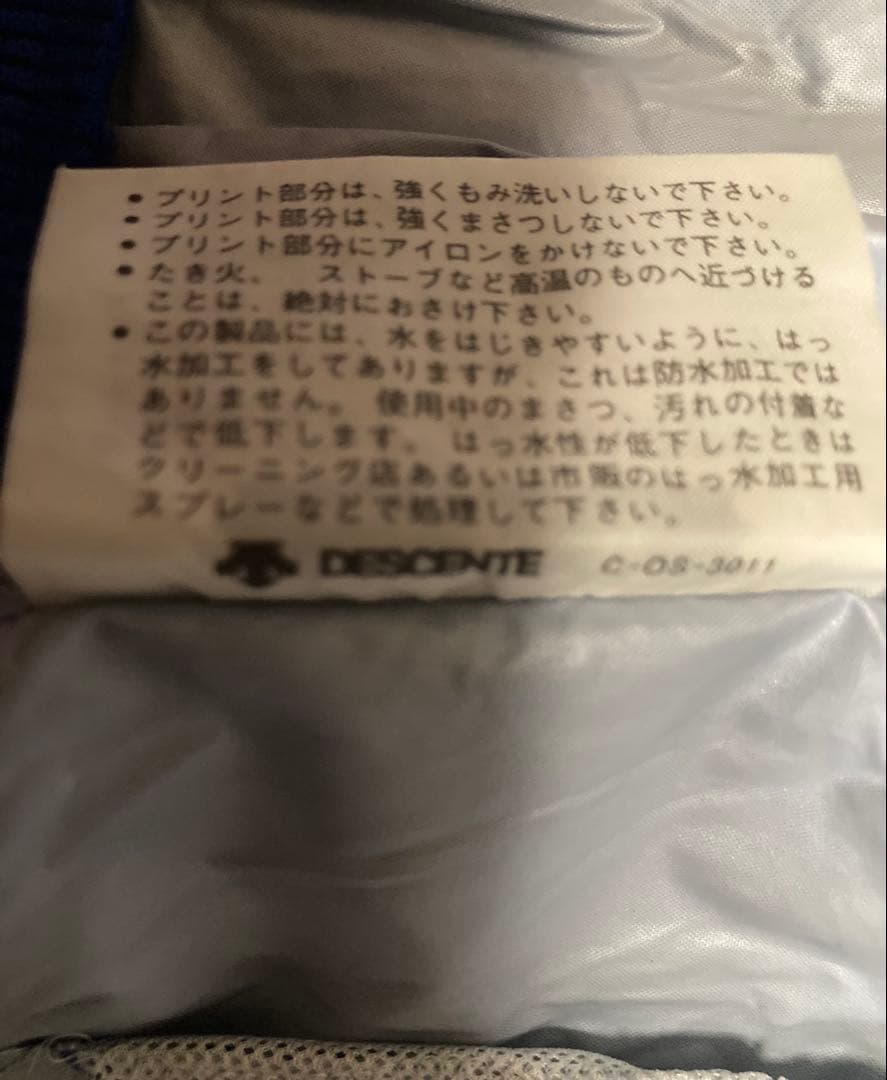 ● プリント部分は、強くもみ洗いしないで下さい。
● プリント部分は、強くまさつしないで下さい。
● プリント部分にアイロンをかけないで下さい。
● たき火、ストーブなど高温のものへ近づける
ことは、絶対におさけ下さい。
● この製品には、水をはじきやすいように、はっ
水加工をしてありますが、これは防水加工では
ありません。使用中のまさつ、汚れの付着な
どで低下します。はっ水性が低下したときは
クリーニング店あるいは市販のはっ水加工用
スプレーなどで処理して下さい。
DESCENTE C-OS-3011